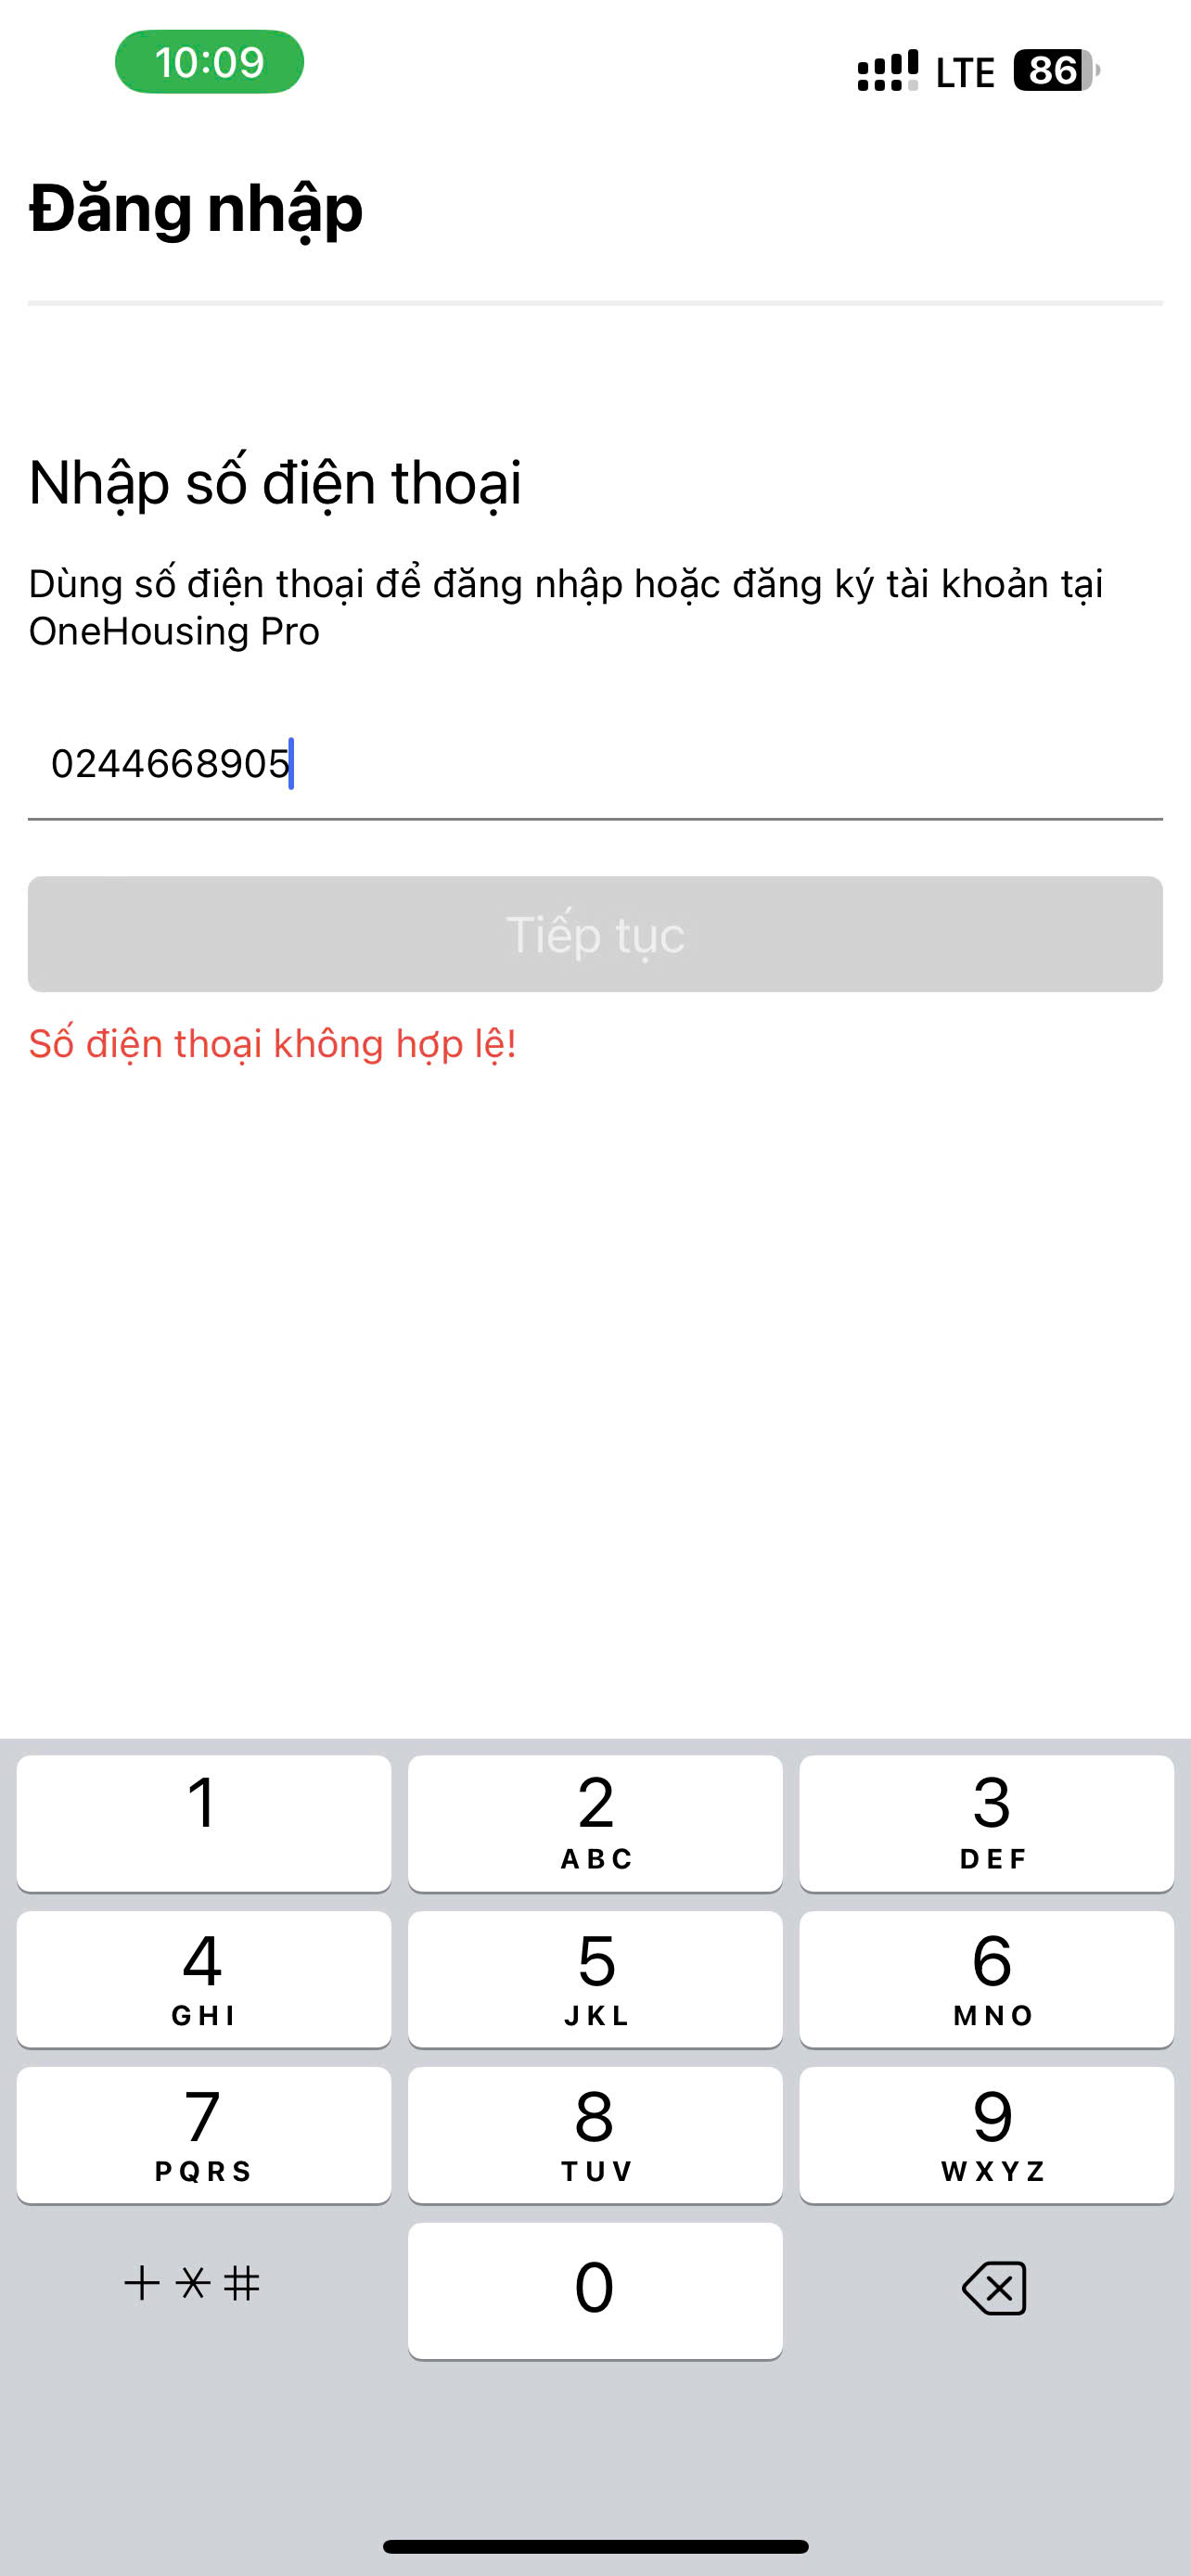 10:09
LTE 86
Đăng nhập
Nhập số điện thoại
Dùng số điện thoại để đăng nhập hoặc đăng ký tài khoản tại
OneHousing Pro
0244668905
Tiếp tục
Số điện thoại không hợp lệ!
1 2 3
ABC DEF
4 5 6
GHI JKL MNO
7 8 9
PQRS TUV WXYZ
+*# 0